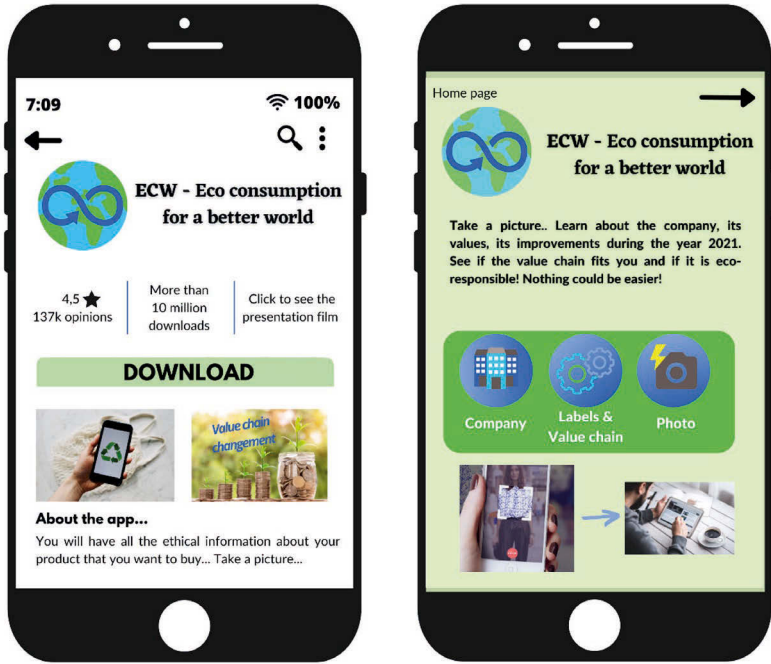 7:09
100%
ECW - Eco consumption
for a better world
4,5
137k opinions
More than
10 million
downloads
Click to see the
presentation film
DOWNLOAD
Value chain
changement
About the app...
You will have all the ethical information about your
product that you want to buy... Take a picture...
Home page
ECW - Eco consumption
for a better world
Take a picture.. Learn about the company, its
values, its improvements during the year 2021.
See if the value chain fits you and if it is eco-
responsible! Nothing could be easier!
Company
Labels &
Value chain
Photo